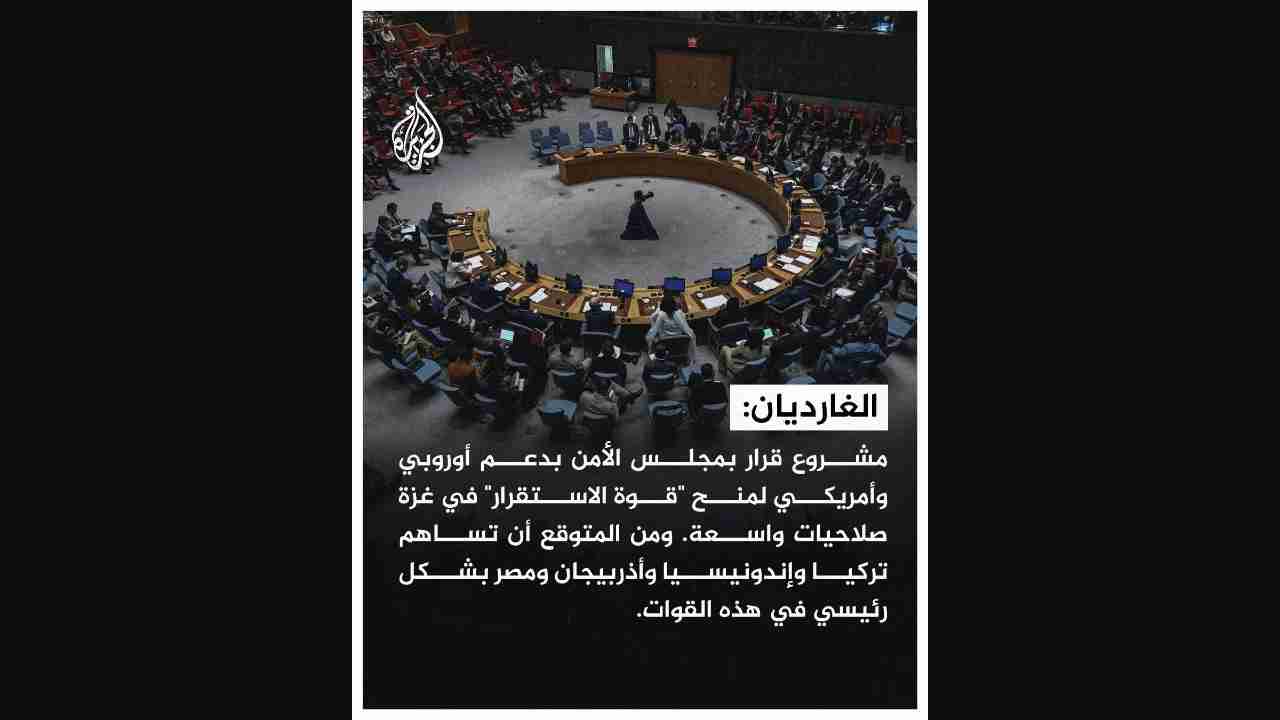 الجزيرة
الغارديان:
مشروع قرار بمجلس الأمن بدعم أوروبي
وأمريكي لمنح "قوة الاستقرار" في غزة
صلاحيات واسعة. ومن المتوقع أن تساهم
تركيا وإندونيسيا وأذربيجان ومصر بشكل
رئيسي في هذه القوات.